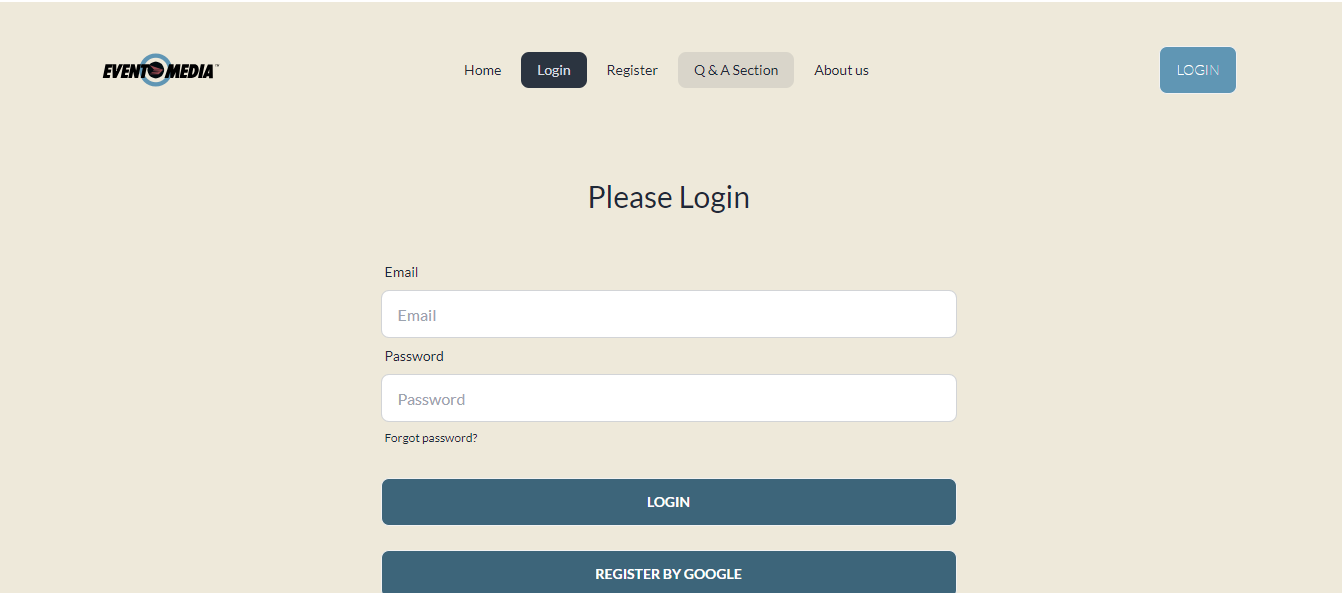 EVENTOMEDIA™
Home
Login
Register
Q & A Section
About us
LOGIN
Please Login
Email
Email
Password
Password
Forgot password?
LOGIN
REGISTER BY GOOGLE